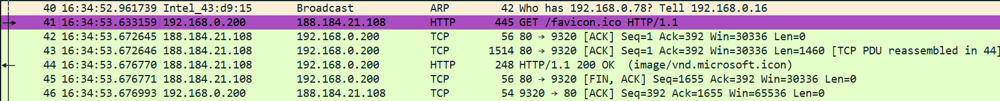 40 16:34:52.961739 Intel_43:d9:15 Broadcast ARP 42 Who has 192.168.0.78? Tell 192.168.0.16
41 16:34:53.633159 192.168.0.200 188.184.21.108 HTTP 445 GET /favicon.ico HTTP/1.1
42 16:34:53.672645 188.184.21.108 192.168.0.200 TCP 56 80 → 9320 [ACK] Seq=1 Ack=392 Win=30336 Len=0
43 16:34:53.672646 188.184.21.108 192.168.0.200 TCP 1514 80 → 9320 [ACK] Seq=1 Ack=392 Win=30336 Len=1460 [TCP PDU reassembled in 44]
44 16:34:53.676770 188.184.21.108 192.168.0.200 HTTP 248 HTTP/1.1 200 OK (image/vnd.microsoft.icon)
45 16:34:53.676771 188.184.21.108 192.168.0.200 TCP 56 80 → 9320 [FIN, ACK] Seq=1655 Ack=392 Win=30336 Len=0
46 16:34:53.676993 192.168.0.200 188.184.21.108 TCP 54 9320 → 80 [ACK] Seq=392 Ack=1655 Win=65536 Len=0